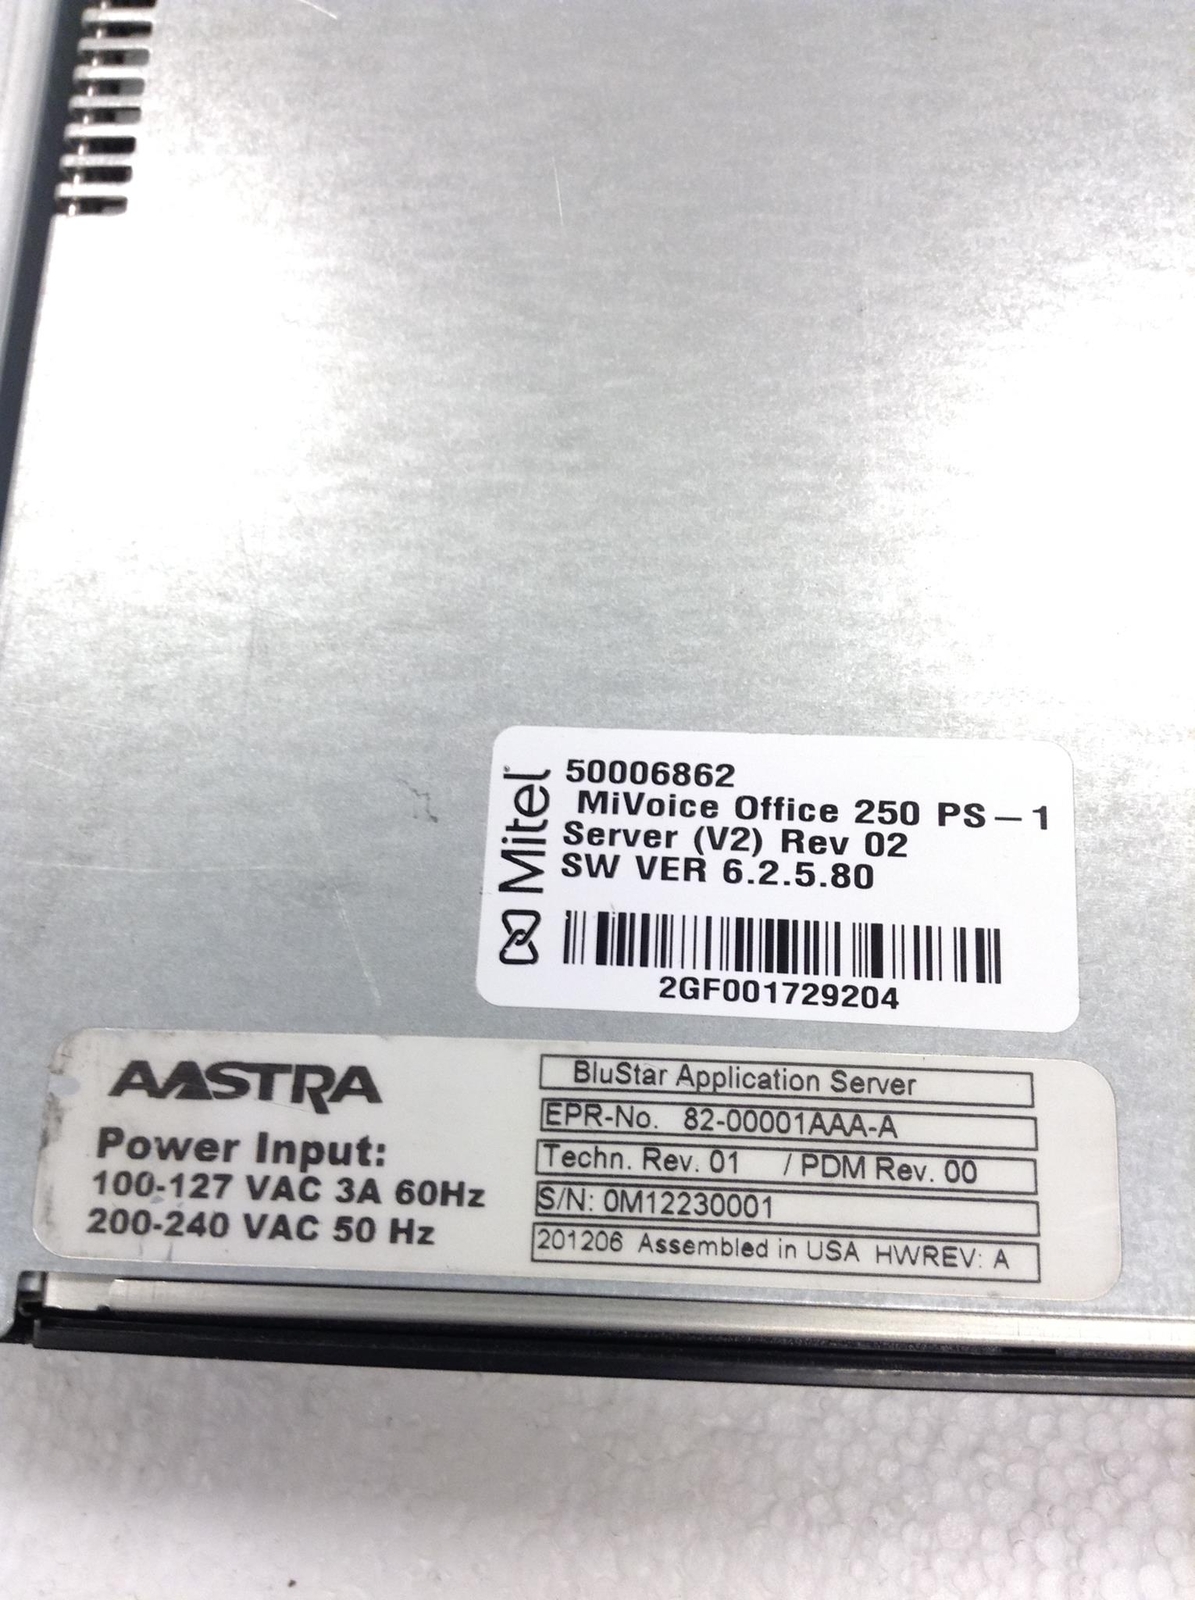 Mitel
50006862
MiVoice Office 250 PS-1
Server (V2) Rev 02
SW VER 6.2.5.80
2GF001729204
AASTRA
Power Input:
100-127 VAC 3A 60Hz
200-240 VAC 50 Hz
BluStar Application Server
EPR-No. 82-00001AAA-A
Techn. Rev. 01 / PDM Rev. 00
S/N: 0M12230001
201206 Assembled in USA HWREV: A